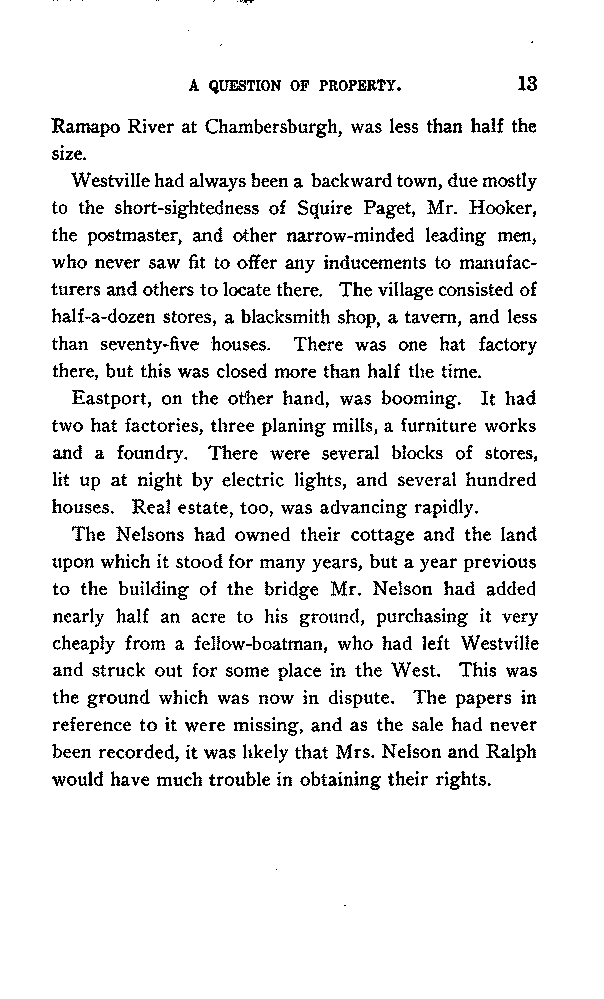 A QUESTION OF PROPERTY. 13
Ramapo River at Chambersburgh, was less than half the
size.
Westville had always been a backward town, due mostly
to the short-sightedness of Squire Paget, Mr. Hooker,
the postmaster, and other narrow-minded leading men,
who never saw fit to offer any inducements to manufac-
turers and others to locate there. The village consisted of
half-a-dozen stores, a blacksmith shop, a tavern, and less
than seventy-five houses. There was one hat factory
there, but this was closed more than half the time.
Eastport, on the other hand, was booming. It had
two hat factories, three planing mills, a furniture works
and a foundry. There were several blocks of stores,
lit up at night by electric lights, and several hundred
houses. Real estate, too, was advancing rapidly.
The Nelsons had owned their cottage and the land
upon which it stood for many years, but a year previous
to the building of the bridge Mr. Nelson had added
nearly half an acre to his ground, purchasing it very
cheaply from a fellow-boatman, who had left Westville
and struck out for some place in the West. This was
the ground which was now in dispute. The papers in
reference to it were missing, and as the sale had never
been recorded, it was likely that Mrs. Nelson and Ralph
would have much trouble in obtaining their rights.